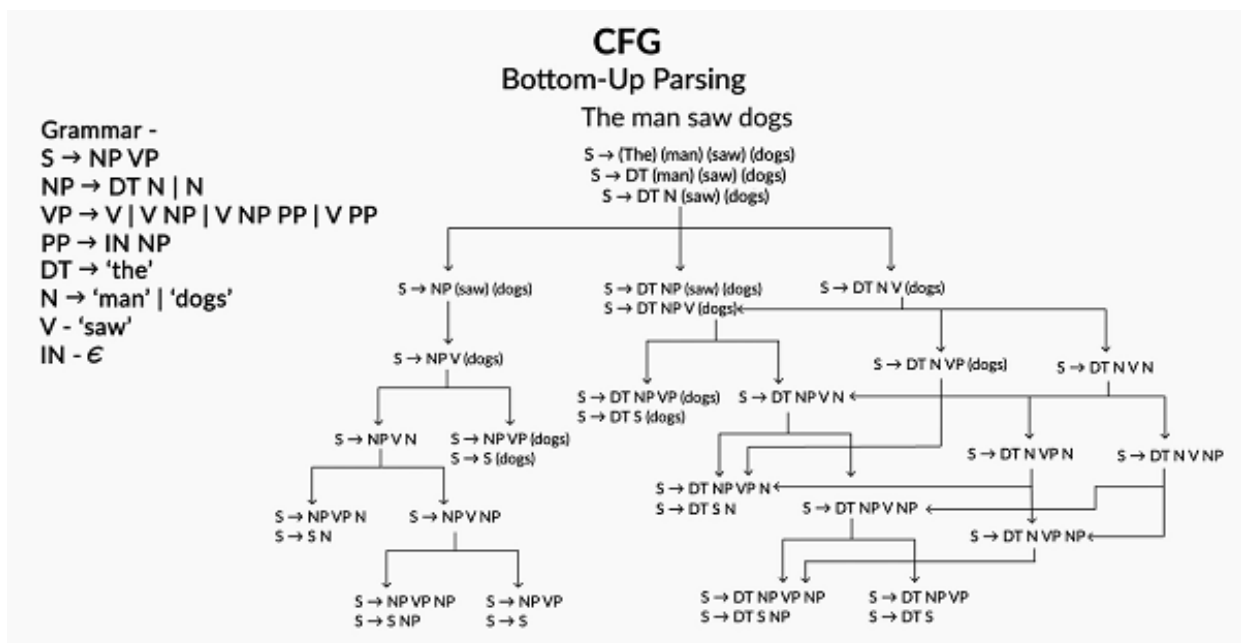 CFG
Bottom-Up Parsing
The man saw dogs
Grammar -
S → NP VP
NP → DT N | N
VP → V | V NP | V NP PP | V PP
PP → IN NP
DT → ‘the’
N → ‘man’ | ‘dogs’
V - ‘saw’
IN - Є
S → (The) (man) (saw) (dogs)
S → DT (man) (saw) (dogs)
S → DT N (saw) (dogs)
S → NP (saw) (dogs)
S → DT NP (saw) (dogs)
S → DT NP V (dogs)
S → DT N V (dogs)
S → NP V (dogs)
S → DT N VP (dogs)
S → DT N V N
S → DT NP VP (dogs)
S → DT S (dogs)
S → DT NP V N
S → NP V N
S → NP VP (dogs)
S → S (dogs)
S → DT N VP N
S → DT N V NP
S → DT NP VP N
S → DT S N
S → NP VP N
S → S N
S → NP V NP
S → DT NP V NP
S → DT N VP NP
S → NP VP NP
S → S NP
S → NP VP
S → S
S → DT NP VP NP
S → DT S NP
S → DT NP VP
S → DT S